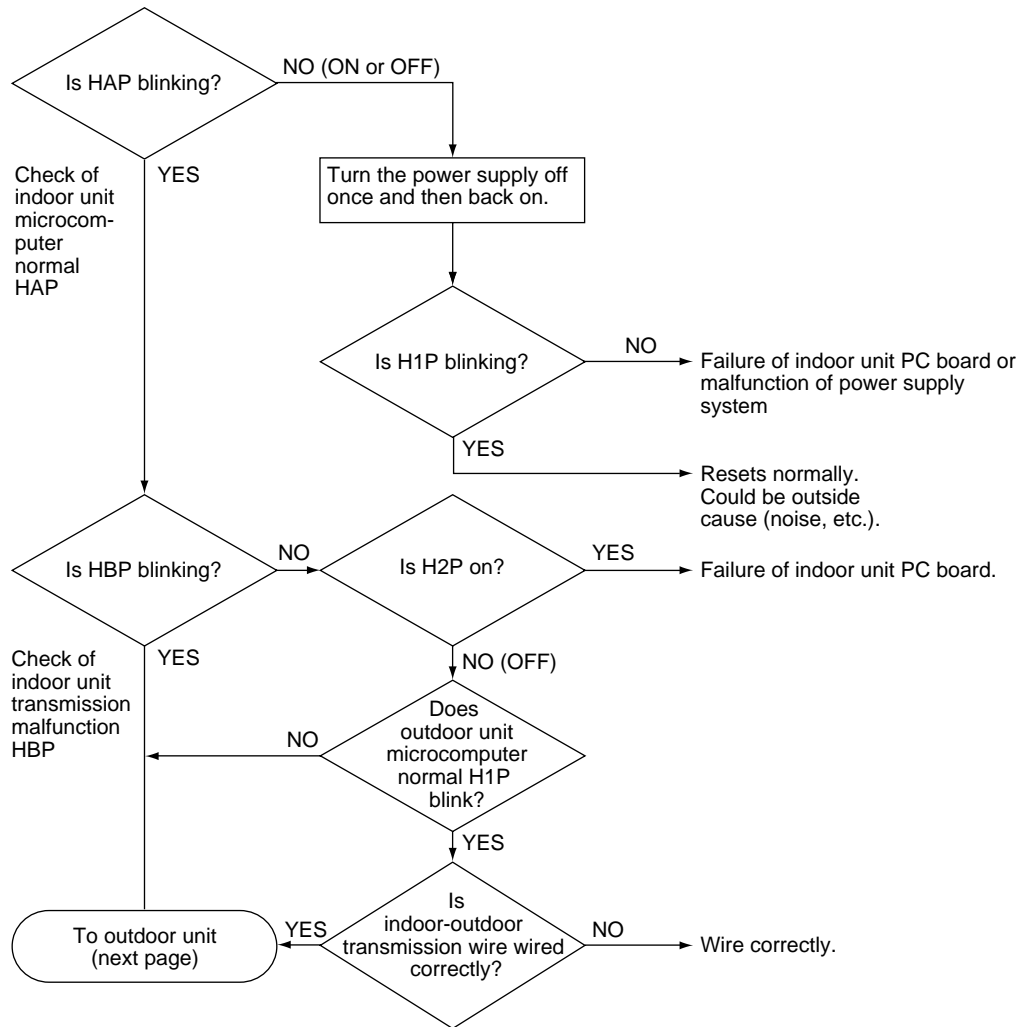 Is HAP blinking?
NO (ON or OFF)
Check of
indoor unit
microcom-
puter
normal
HAP
YES
Turn the power supply off
once and then back on.
Is H1P blinking?
NO
Failure of indoor unit PC board or
malfunction of power supply
system
YES
Resets normally.
Could be outside
cause (noise, etc.).
Is HBP blinking?
NO
Is H2P on?
YES
Failure of indoor unit PC board.
Check of
indoor unit
transmission
malfunction
HBP
YES
NO (OFF)
Does
outdoor unit
microcomputer
normal H1P
blink?
NO
YES
Is
indoor-outdoor
transmission wire wired
correctly?
YES
To outdoor unit
(next page)
NO
Wire correctly.